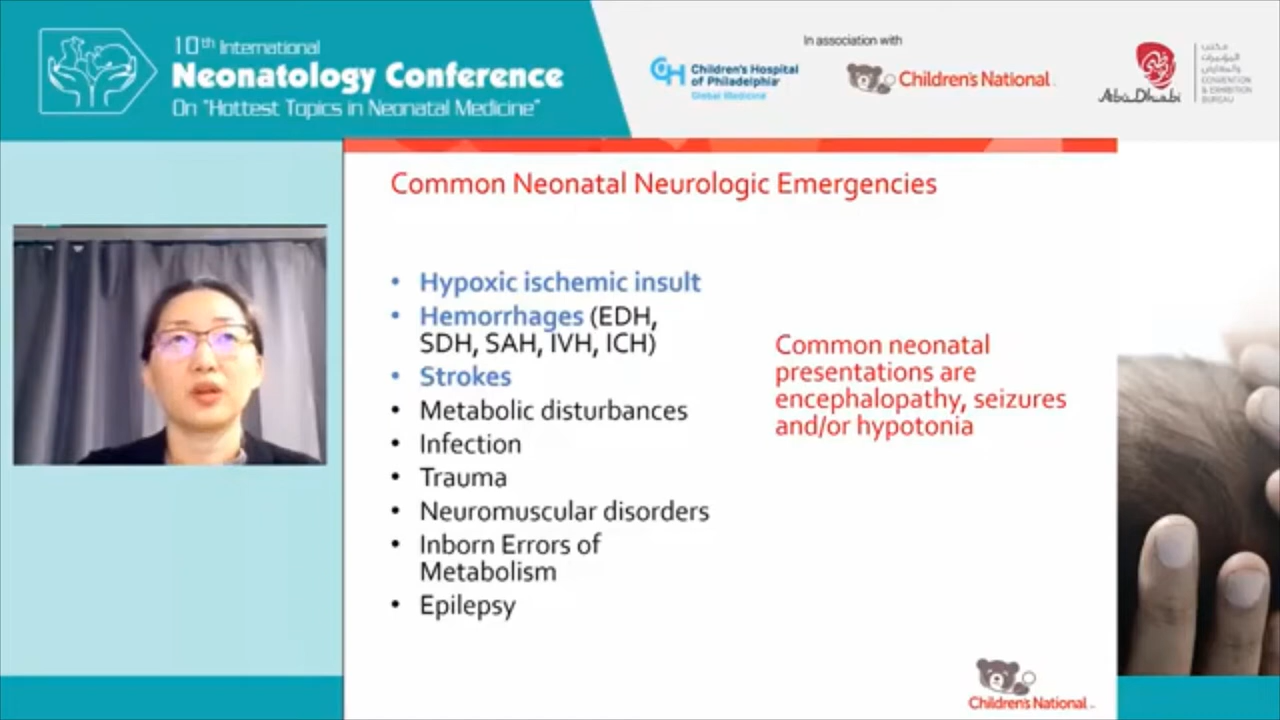 10th International
Neonatology Conference
On "Hottest Topics in Neonatal Medicine"
In association with
CH Children's Hospital
of Philadelphia
Global Medicine
Children's National
Abu Dhabi
CONVENTION
& EXHIBITION
BUREAU
Common Neonatal Neurologic Emergencies
• Hypoxic ischemic insult
• Hemorrhages (EDH,
SDH, SAH, IVH, ICH)
• Strokes
• Metabolic disturbances
• Infection
• Trauma
• Neuromuscular disorders
• Inborn Errors of
Metabolism
• Epilepsy
Common neonatal
presentations are
encephalopathy, seizures
and/or hypotonia
Children's National